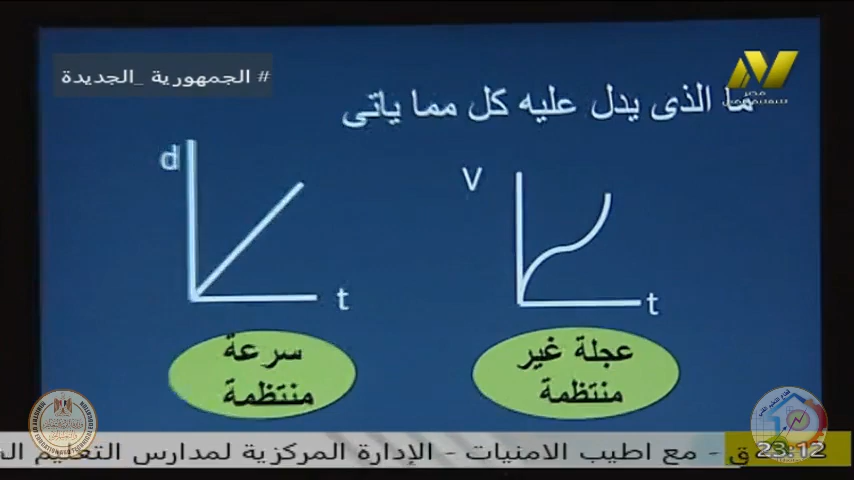 # الجمهورية _الجديدة
ما الذى يدل عليه كل مما ياتى
V
t
عجلة غير
منتظمة
d
t
سرعة
منتظمة
ق - مع اطيب الامنيات - الإدارة المركزية لمدارس التعليم
23:12